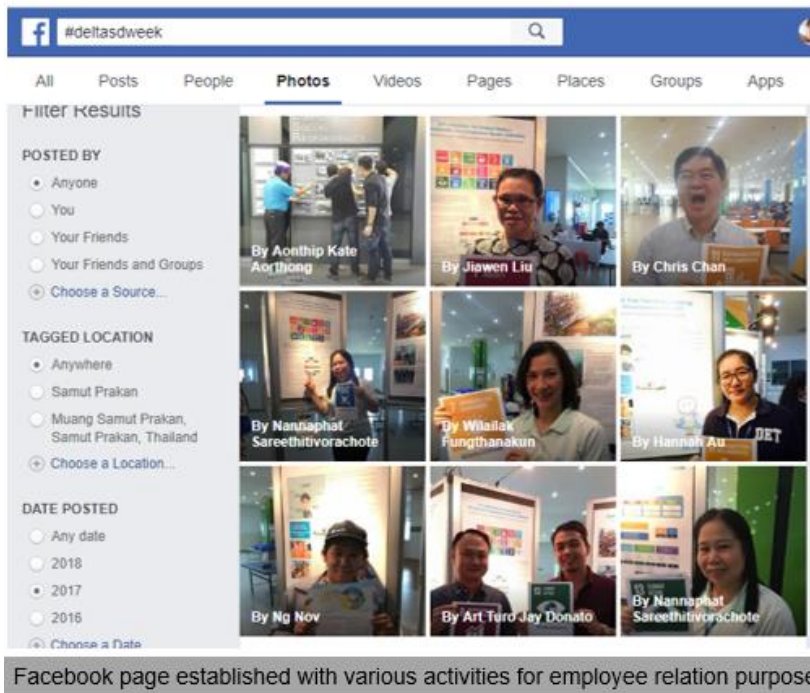 #deltasdweek
All Posts People Photos Videos Pages Places Groups Apps
Filter Results
POSTED BY
Anyone
You
Your Friends
Your Friends and Groups
Choose a Source...
TAGGED LOCATION
Anywhere
Samut Prakan
Muang Samut Prakan,
Samut Prakan, Thailand
Choose a Location...
DATE POSTED
Any date
2018
2017
2016
Choose a Date...
By Aonthip Kate
Aorthong
By Jiawen Liu
By Chris Chan
By Nannaphat
Sareethitivorachote
By Wilailak
Fungthanakun
By Hannah Au
DET
By Ng Nov
By Art Turo Jay Donato
By Nannaphat
Sareethitivorachote
Facebook page established with various activities for employee relation purpose